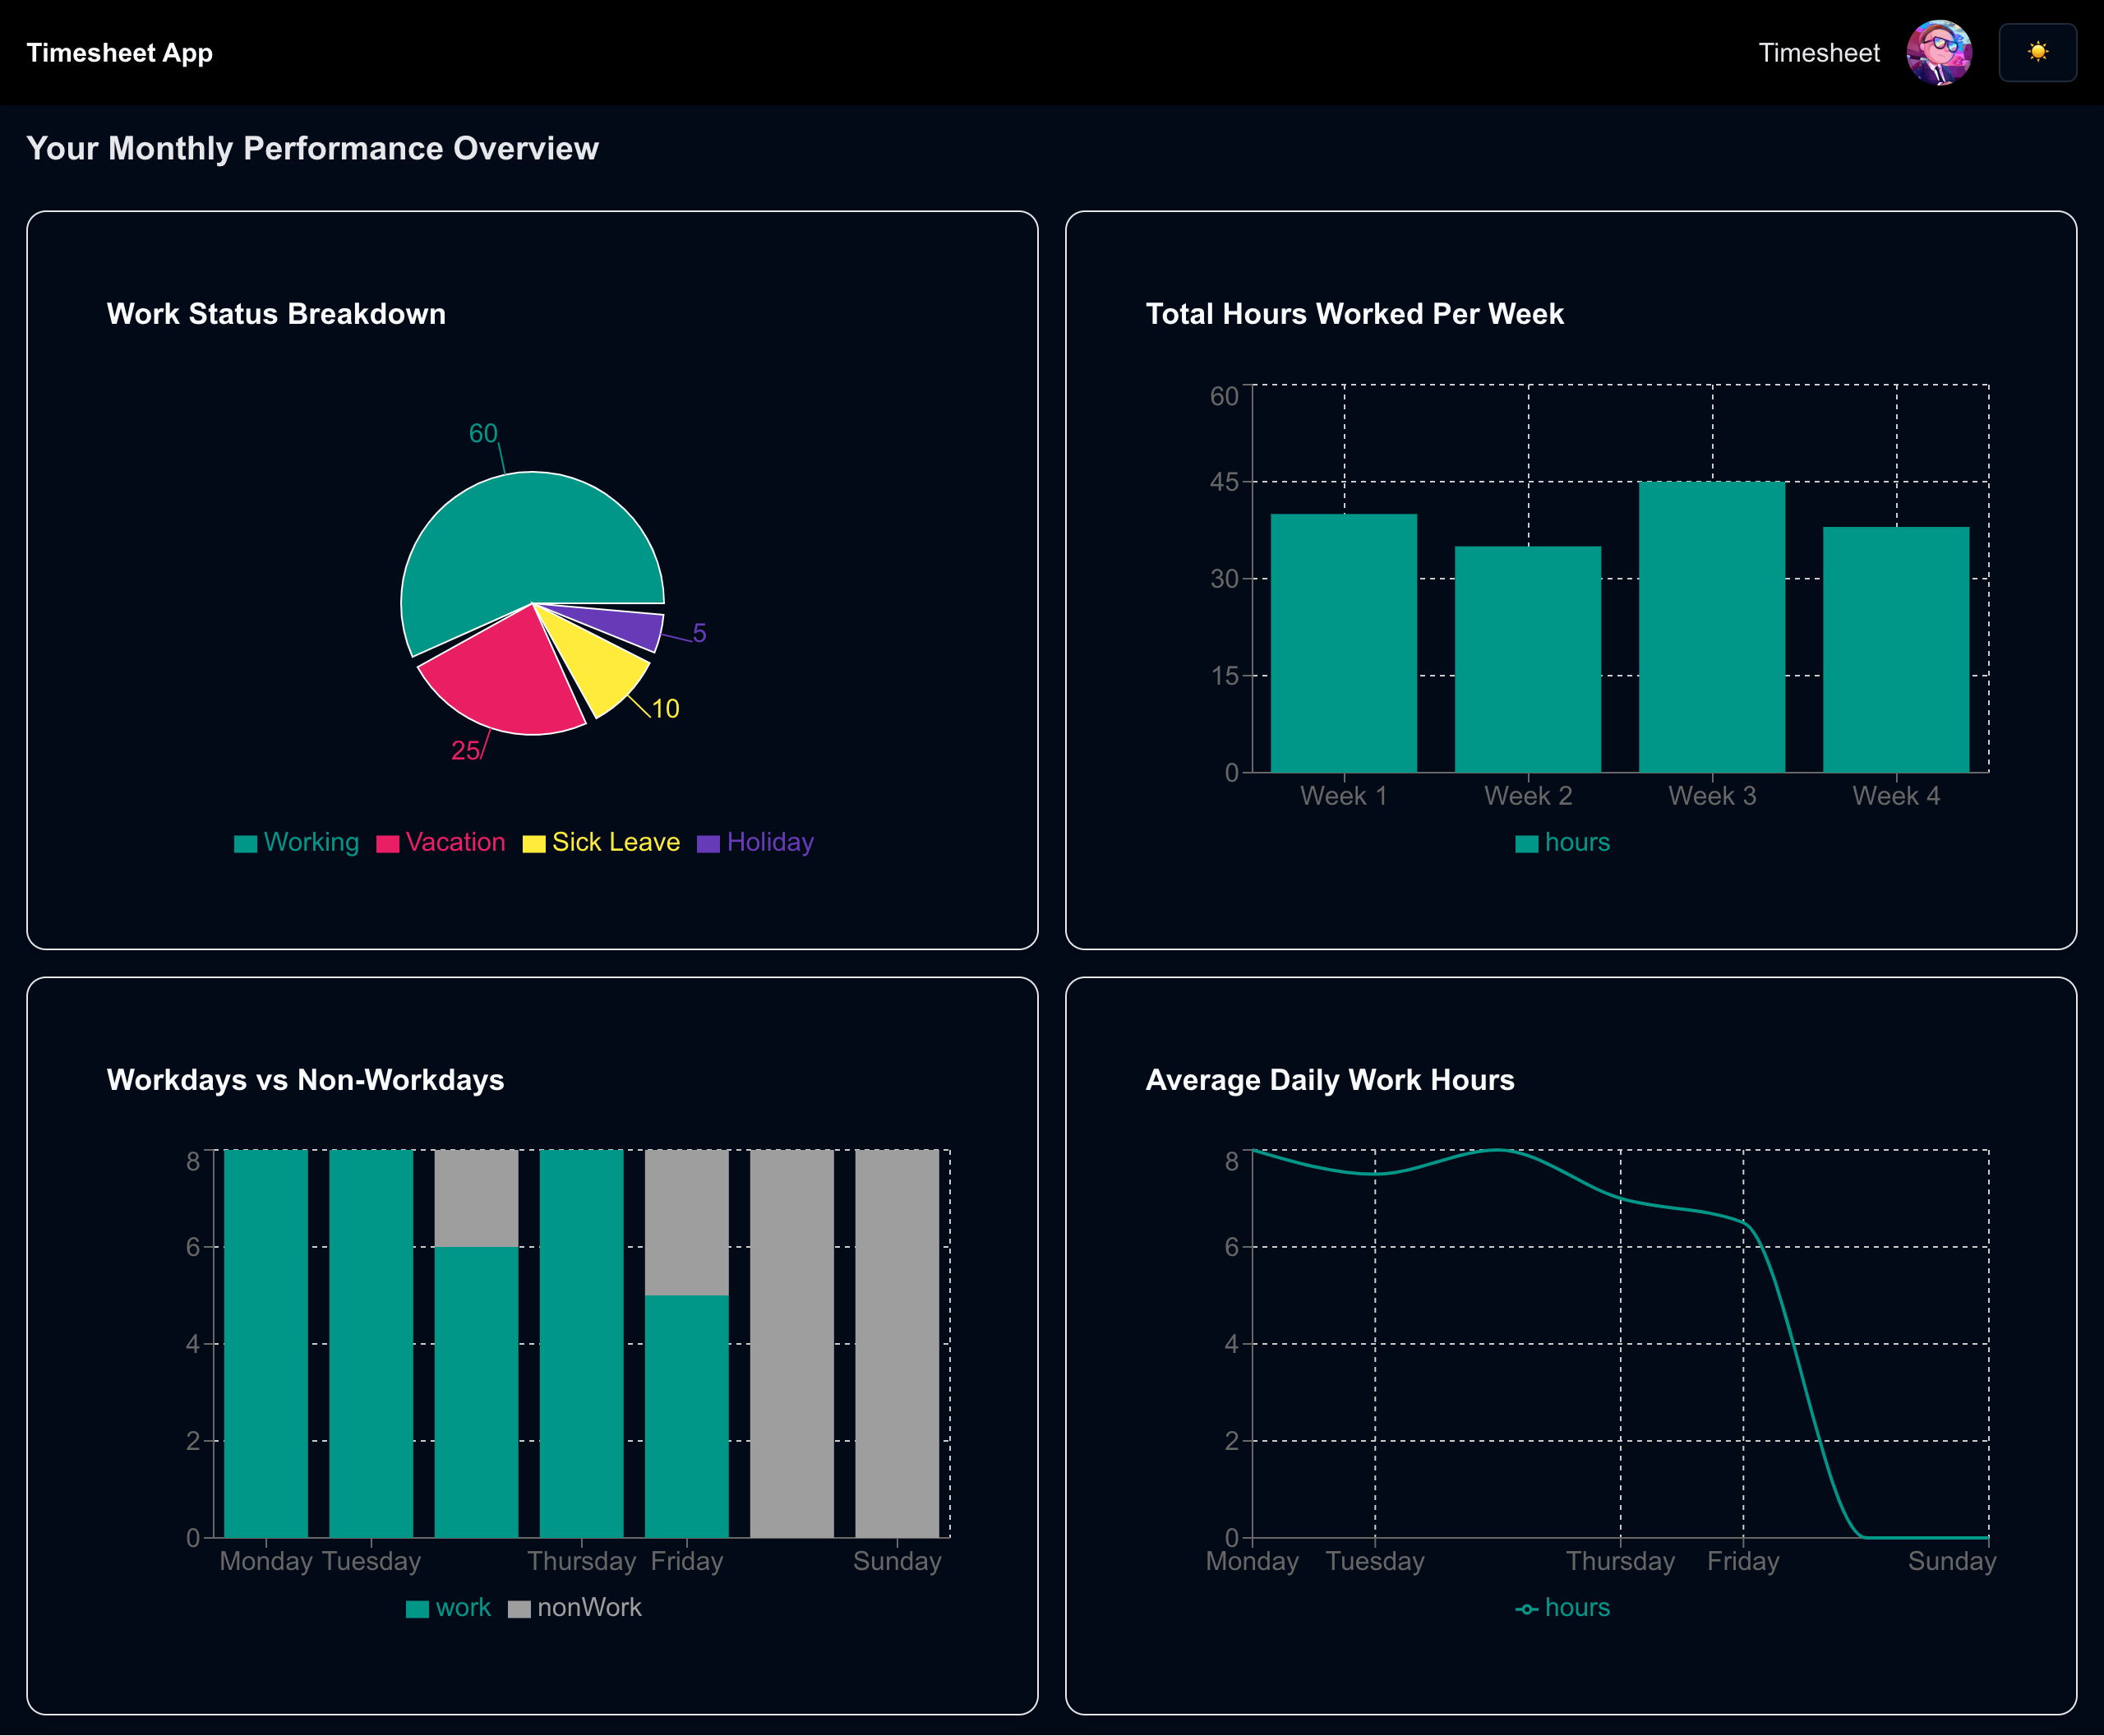 Timesheet App
Timesheet
Your Monthly Performance Overview
Work Status Breakdown
60
5
10
25
Working Vacation Sick Leave Holiday
Total Hours Worked Per Week
60
45
30
15
0
Week 1 Week 2 Week 3 Week 4
hours
Workdays vs Non-Workdays
8
6
4
2
0
Monday Tuesday Thursday Friday Sunday
work nonWork
Average Daily Work Hours
8
6
4
2
0
Monday Tuesday Thursday Friday Sunday
hours